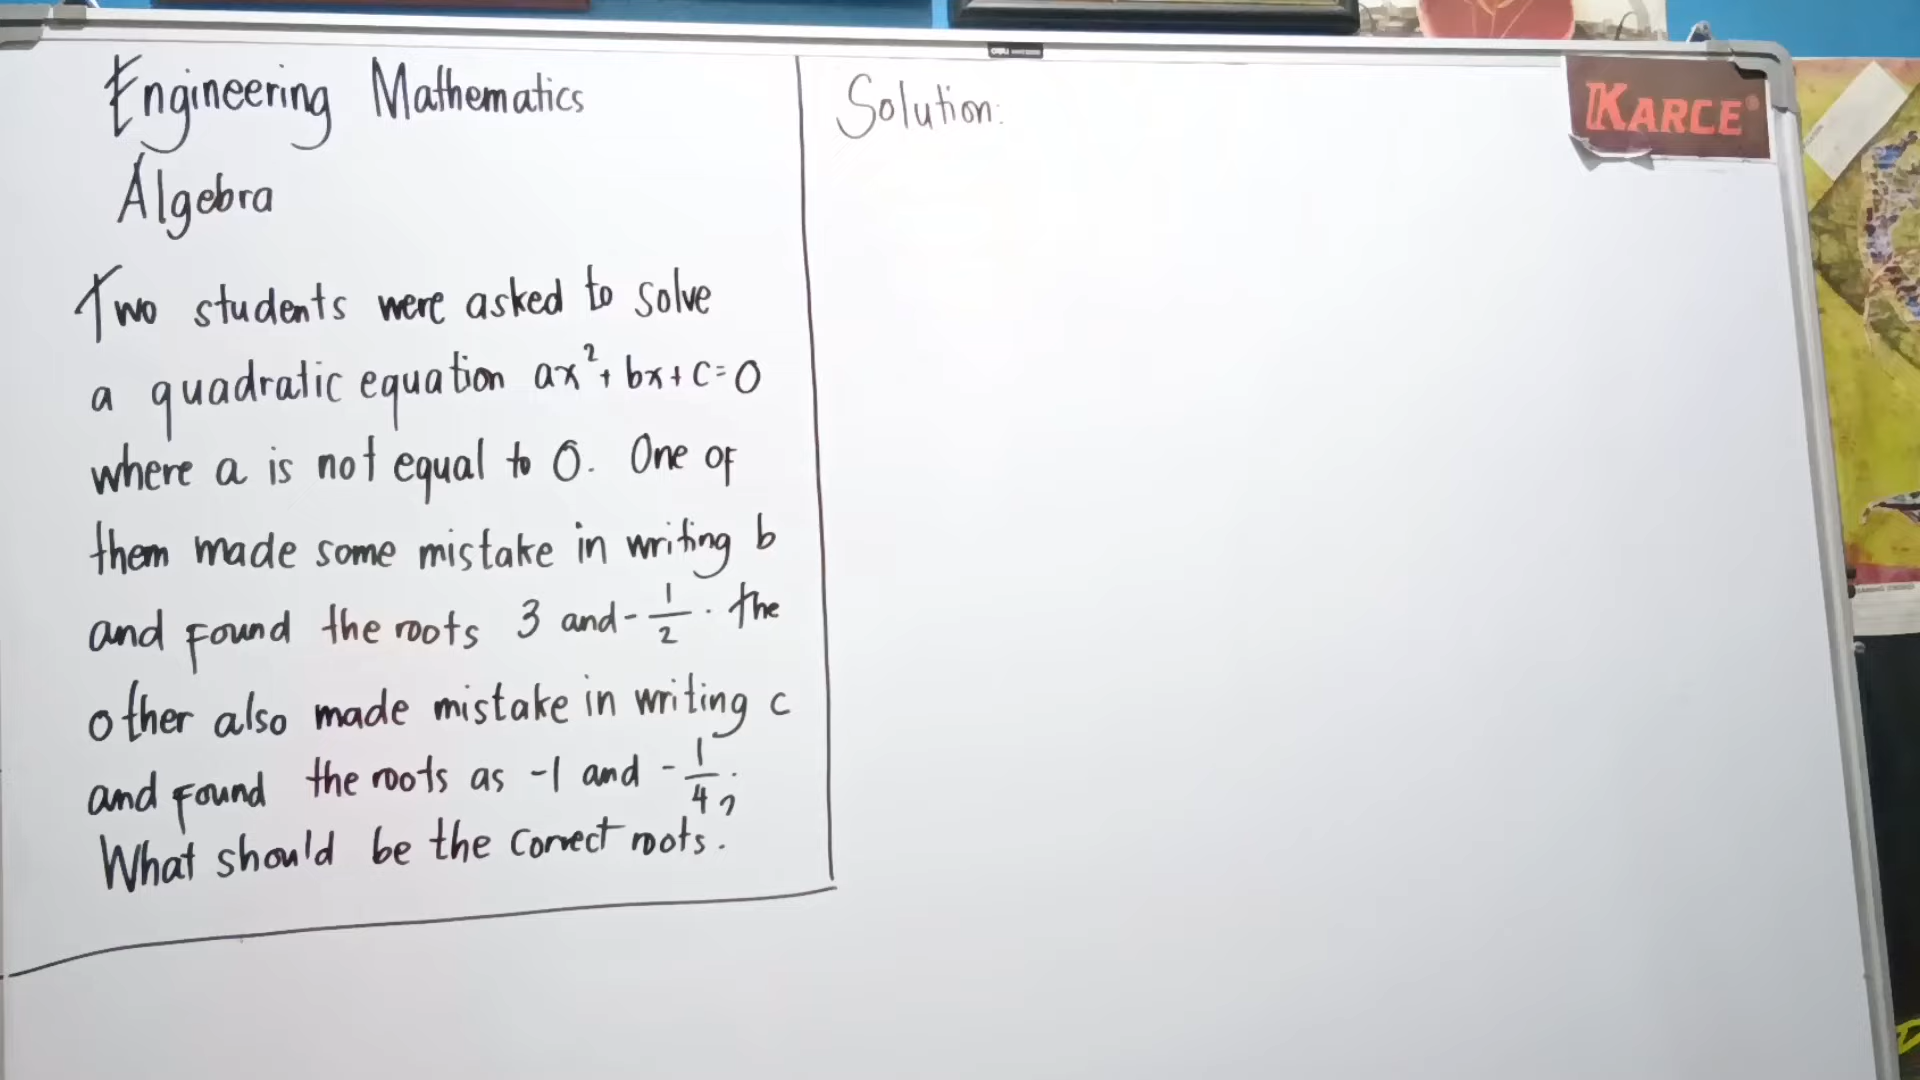 Engineering Mathematics
Algebra
Two students were asked to solve
a quadratic equation ax²+bx+c=0
where a is not equal to 0. One of
them made some mistake in writing b
and found the roots 3 and -1/2. the
other also made mistake in writing c
and found the roots as -1 and -1/4.
What should be the correct roots?
Solution:
KARCE